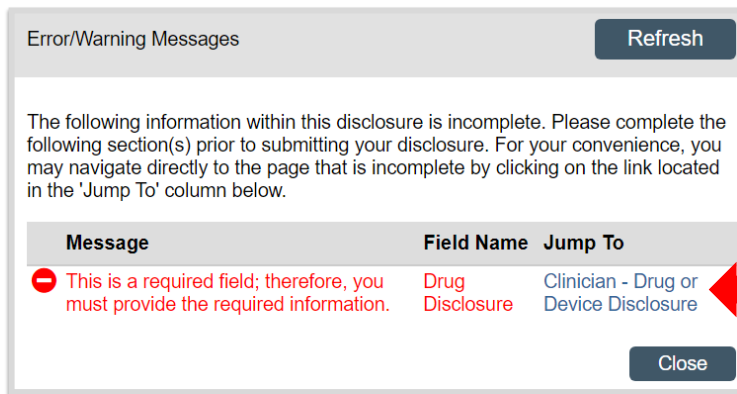 Error/Warning Messages
Refresh
The following information within this disclosure is incomplete. Please complete the
following section(s) prior to submitting your disclosure. For your convenience, you
may navigate directly to the page that is incomplete by clicking on the link located
in the 'Jump To' column below.
Message Field Name Jump To
This is a required field; therefore, you Drug Clinician - Drug or
must provide the required information. Disclosure Device Disclosure
Close